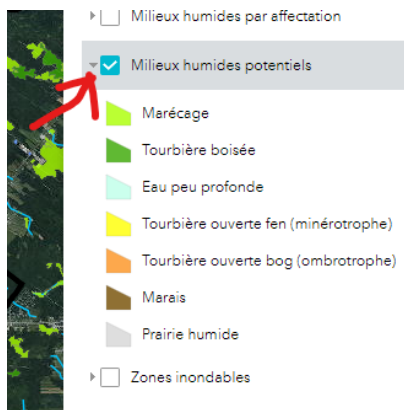 Milieux humides par affectation
Milieux humides potentiels
Marécage
Tourbière boisée
Eau peu profonde
Tourbière ouverte fen (minérotrophe)
Tourbière ouverte bog (ombrotrophe)
Marais
Prairie humide
Zones inondables